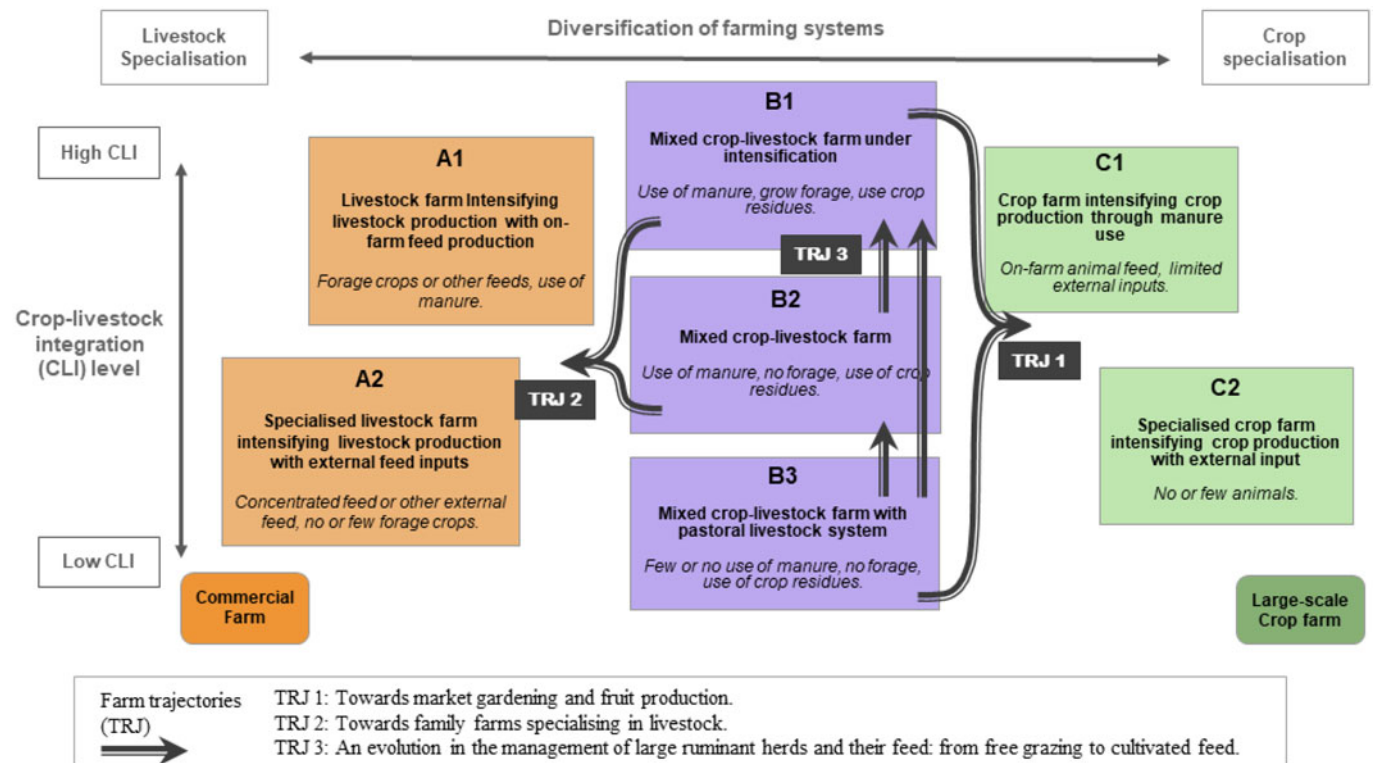 Diversification of farming systems
Livestock
Specialisation
Crop
specialisation
High CLI
Crop-livestock
integration
(CLI) level
Low CLI
A1
Livestock farm Intensifying
livestock production with on-
farm feed production
Forage crops or other feeds, use of
manure.
A2
Specialised livestock farm
intensifying livestock production
with external feed inputs
Concentrated feed or other external
feed, no or few forage crops.
Commercial
Farm
B1
Mixed crop-livestock farm under
intensification
Use of manure, grow forage, use crop
residues.
TRJ 3
B2
Mixed crop-livestock farm
Use of manure, no forage, use of crop
residues.
TRJ 2
B3
Mixed crop-livestock farm with
pastoral livestock system
Few or no use of manure, no forage,
use of crop residues.
C1
Crop farm intensifying crop
production through manure
use
On-farm animal feed, limited
external inputs.
TRJ 1
C2
Specialised crop farm
intensifying crop production
with external input
No or few animals.
Large-scale
Crop farm
Farm trajectories
(TRJ)
TRJ 1: Towards market gardening and fruit production.
TRJ 2: Towards family farms specialising in livestock.
TRJ 3: An evolution in the management of large ruminant herds and their feed: from free grazing to cultivated feed.